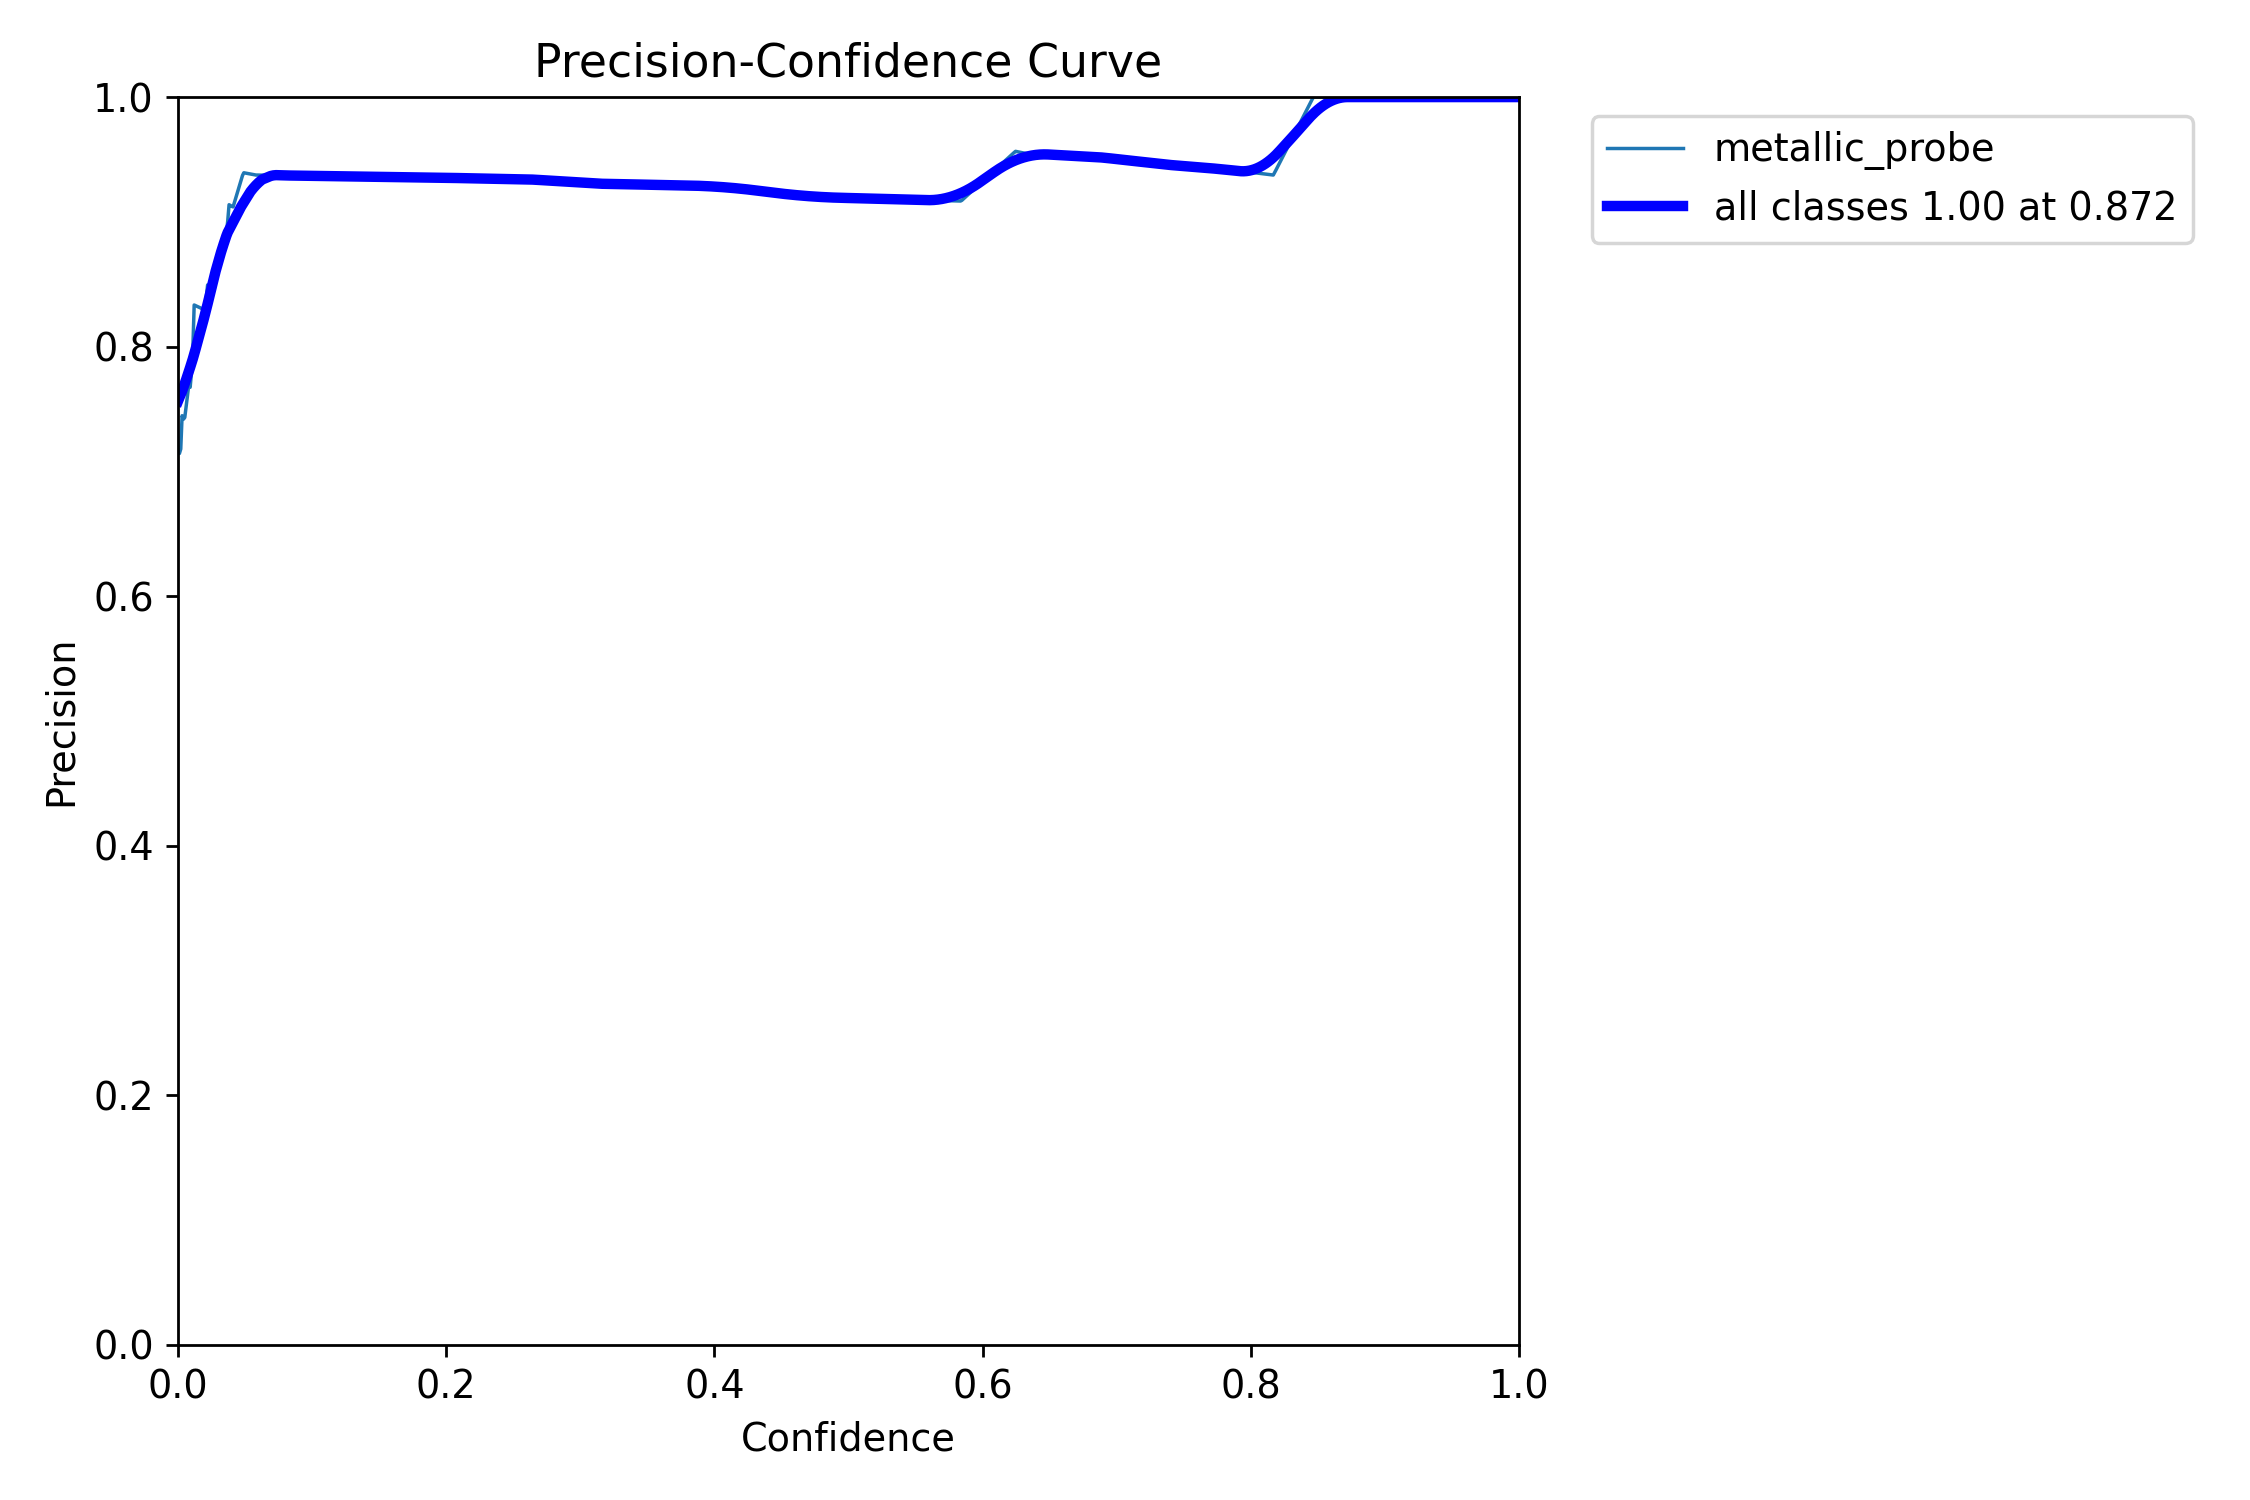 Precision-Confidence Curve
1.0
0.8
0.6
0.4
0.2
0.0
Precision
0.0 0.2 0.4 0.6 0.8 1.0
Confidence
metallic_probe
all classes 1.00 at 0.872